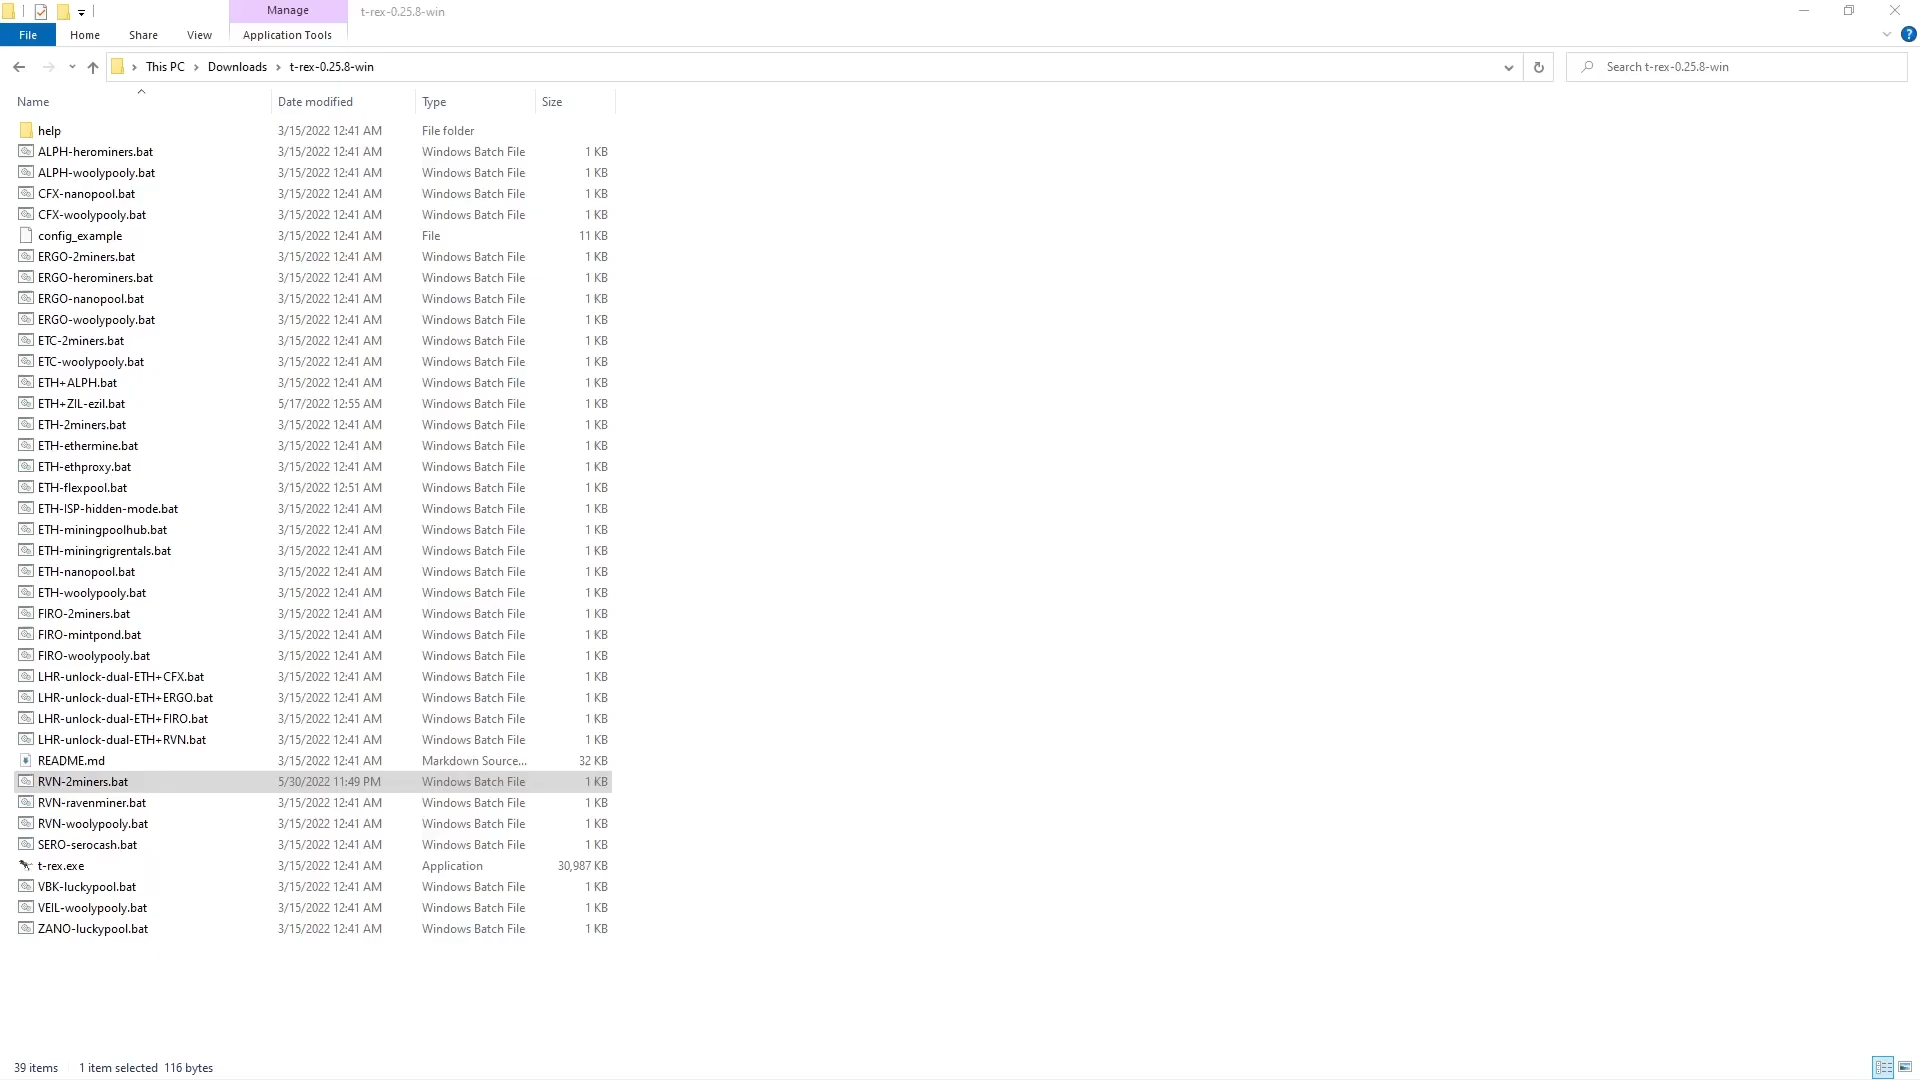 Manage
t-rex-0.25.8-win
File Home Share View Application Tools
This PC Downloads t-rex-0.25.8-win
Search t-rex-0.25.8-win
Name Date modified Type Size
help 3/15/2022 12:41 AM File folder
ALPH-herominers.bat 3/15/2022 12:41 AM Windows Batch File 1 KB
ALPH-woolypooly.bat 3/15/2022 12:41 AM Windows Batch File 1 KB
CFX-nanopool.bat 3/15/2022 12:41 AM Windows Batch File 1 KB
CFX-woolypooly.bat 3/15/2022 12:41 AM Windows Batch File 1 KB
config_example 3/15/2022 12:41 AM File 11 KB
ERGO-2miners.bat 3/15/2022 12:41 AM Windows Batch File 1 KB
ERGO-herominers.bat 3/15/2022 12:41 AM Windows Batch File 1 KB
ERGO-nanopool.bat 3/15/2022 12:41 AM Windows Batch File 1 KB
ERGO-woolypooly.bat 3/15/2022 12:41 AM Windows Batch File 1 KB
ETC-2miners.bat 3/15/2022 12:41 AM Windows Batch File 1 KB
ETC-woolypooly.bat 3/15/2022 12:41 AM Windows Batch File 1 KB
ETH+ALPH.bat 3/15/2022 12:41 AM Windows Batch File 1 KB
ETH+ZIL-ezil.bat 5/17/2022 12:55 AM Windows Batch File 1 KB
ETH-2miners.bat 3/15/2022 12:41 AM Windows Batch File 1 KB
ETH-ethermine.bat 3/15/2022 12:41 AM Windows Batch File 1 KB
ETH-ethproxy.bat 3/15/2022 12:41 AM Windows Batch File 1 KB
ETH-flexpool.bat 3/15/2022 12:51 AM Windows Batch File 1 KB
ETH-ISP-hidden-mode.bat 3/15/2022 12:41 AM Windows Batch File 1 KB
ETH-miningpoolhub.bat 3/15/2022 12:41 AM Windows Batch File 1 KB
ETH-miningrigrentals.bat 3/15/2022 12:41 AM Windows Batch File 1 KB
ETH-nanopool.bat 3/15/2022 12:41 AM Windows Batch File 1 KB
ETH-woolypooly.bat 3/15/2022 12:41 AM Windows Batch File 1 KB
FIRO-2miners.bat 3/15/2022 12:41 AM Windows Batch File 1 KB
FIRO-mintpond.bat 3/15/2022 12:41 AM Windows Batch File 1 KB
FIRO-woolypooly.bat 3/15/2022 12:41 AM Windows Batch File 1 KB
LHR-unlock-dual-ETH+CFX.bat 3/15/2022 12:41 AM Windows Batch File 1 KB
LHR-unlock-dual-ETH+ERGO.bat 3/15/2022 12:41 AM Windows Batch File 1 KB
LHR-unlock-dual-ETH+FIRO.bat 3/15/2022 12:41 AM Windows Batch File 1 KB
LHR-unlock-dual-ETH+RVN.bat 3/15/2022 12:41 AM Windows Batch File 1 KB
README.md 3/15/2022 12:41 AM Markdown Source... 32 KB
RVN-2miners.bat 5/30/2022 11:49 PM Windows Batch File 1 KB
RVN-ravenminer.bat 3/15/2022 12:41 AM Windows Batch File 1 KB
RVN-woolypooly.bat 3/15/2022 12:41 AM Windows Batch File 1 KB
SERO-serocash.bat 3/15/2022 12:41 AM Windows Batch File 1 KB
t-rex.exe 3/15/2022 12:41 AM Application 30,987 KB
VBK-luckypool.bat 3/15/2022 12:41 AM Windows Batch File 1 KB
VEIL-woolypooly.bat 3/15/2022 12:41 AM Windows Batch File 1 KB
ZANO-luckypool.bat 3/15/2022 12:41 AM Windows Batch File 1 KB
39 items 1 item selected 116 bytes